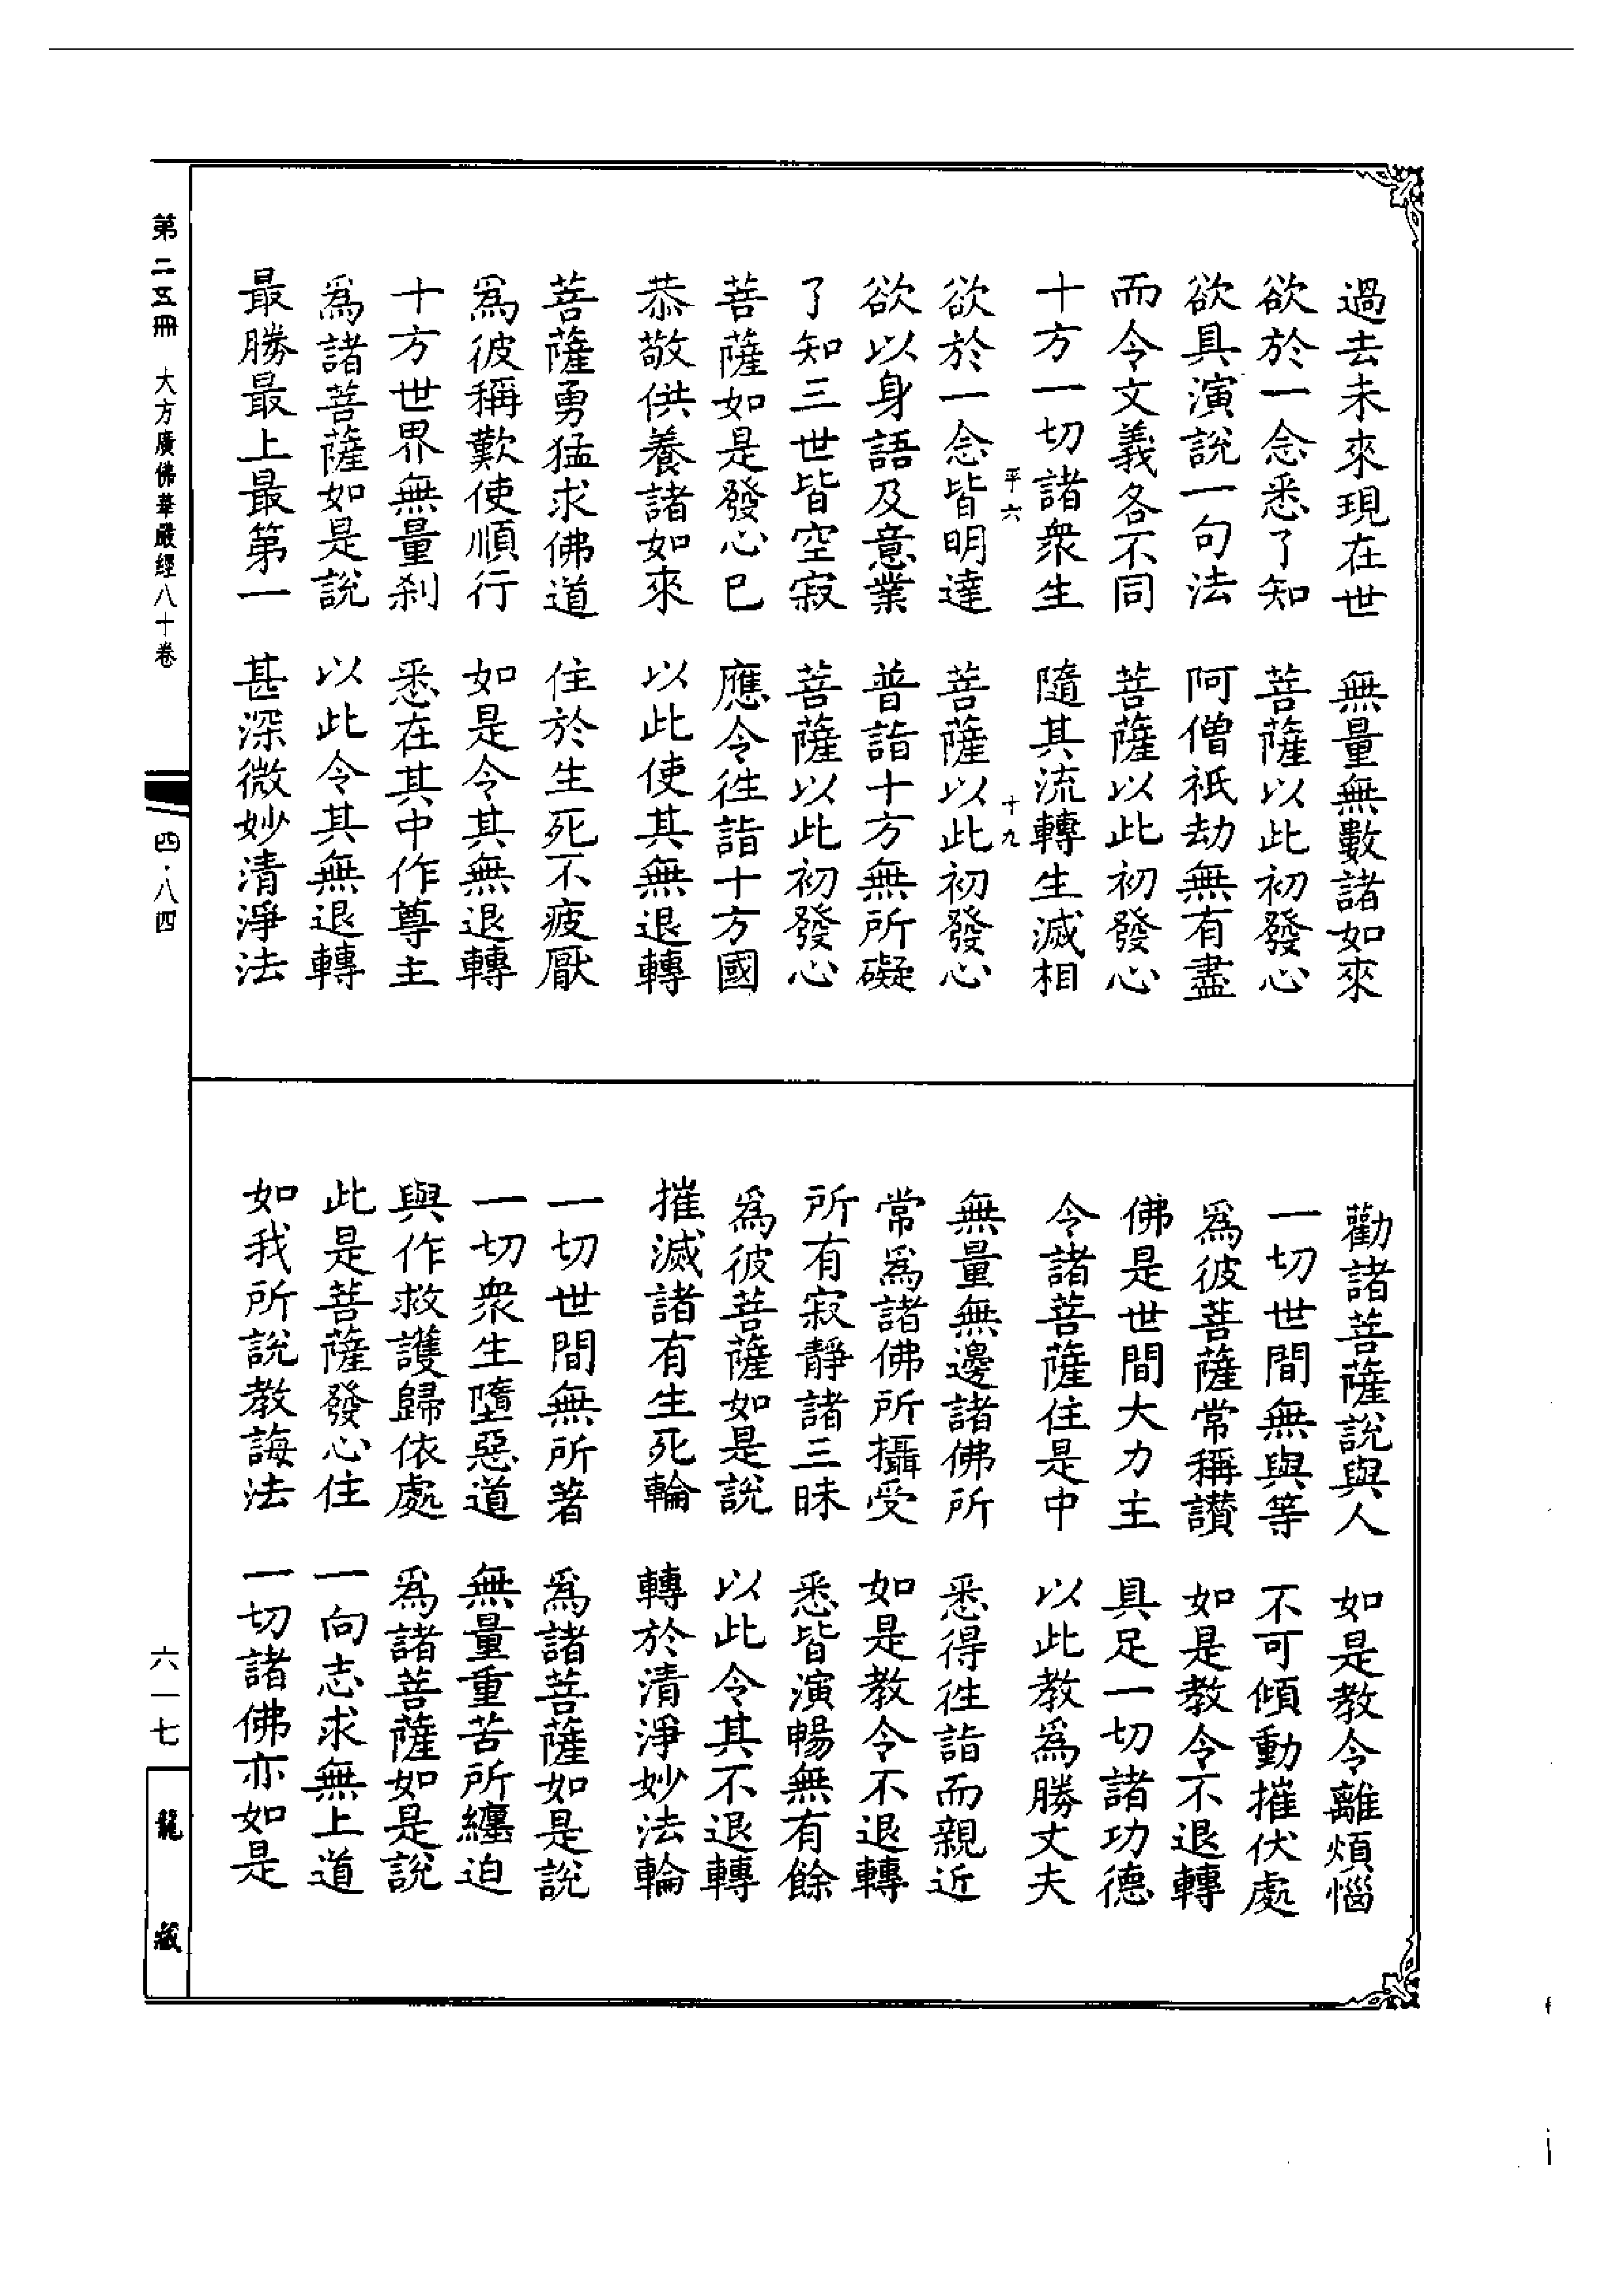 過去未來現在世　無量無數諸如來
欲於一念悉了知　菩薩以此初發心
欲具演說一句法　阿僧祇劫無有盡
而令文義各不同　菩薩以此初發心
十方一切諸衆生　隨其流轉生滅相
平六　十九
欲於一念皆明達　菩薩以此初發心
欲以身語及意業　普詣十方無所礙
了知三世皆空寂　菩薩以此初發心
菩薩如是發心已　應令徃詣十方國
恭敬供養諸如來　以此使其無退轉
菩薩勇猛求佛道　住於生死不疲厭
爲彼稱歎使順行　如是令其無退轉
十方世界無量刹　悉在其中作尊主
爲諸菩薩如是說　以此令其無退轉
最勝最上最第一　甚深微妙清淨法
勸諸菩薩說與人　如是教令離煩惱
一切世間無與等　不可傾動摧伏處
爲彼菩薩常稱讚　如是教令不退轉
佛是世間大力主　具足一切諸功德
令諸菩薩住是中　以此教爲勝丈夫
無量無邊諸佛所　悉得徃詣而親近
常爲諸佛所攝受　如是教令不退轉
所有寂靜諸三昧　悉皆演暢無有餘
爲彼菩薩如是說　以此令其不退轉
摧滅諸有生死輪　轉於清淨妙法輪
一切世間無所著　爲諸菩薩如是說
一切衆生墮惡道　無量重苦所纏迫
與作救護歸依處　爲諸菩薩如是說
此是菩薩發心住　一向志求無上道
如我所說教誨法　一切諸佛亦如是
第二五冊　大方廣佛華嚴經八十卷　四·八四　六一七　龍藏